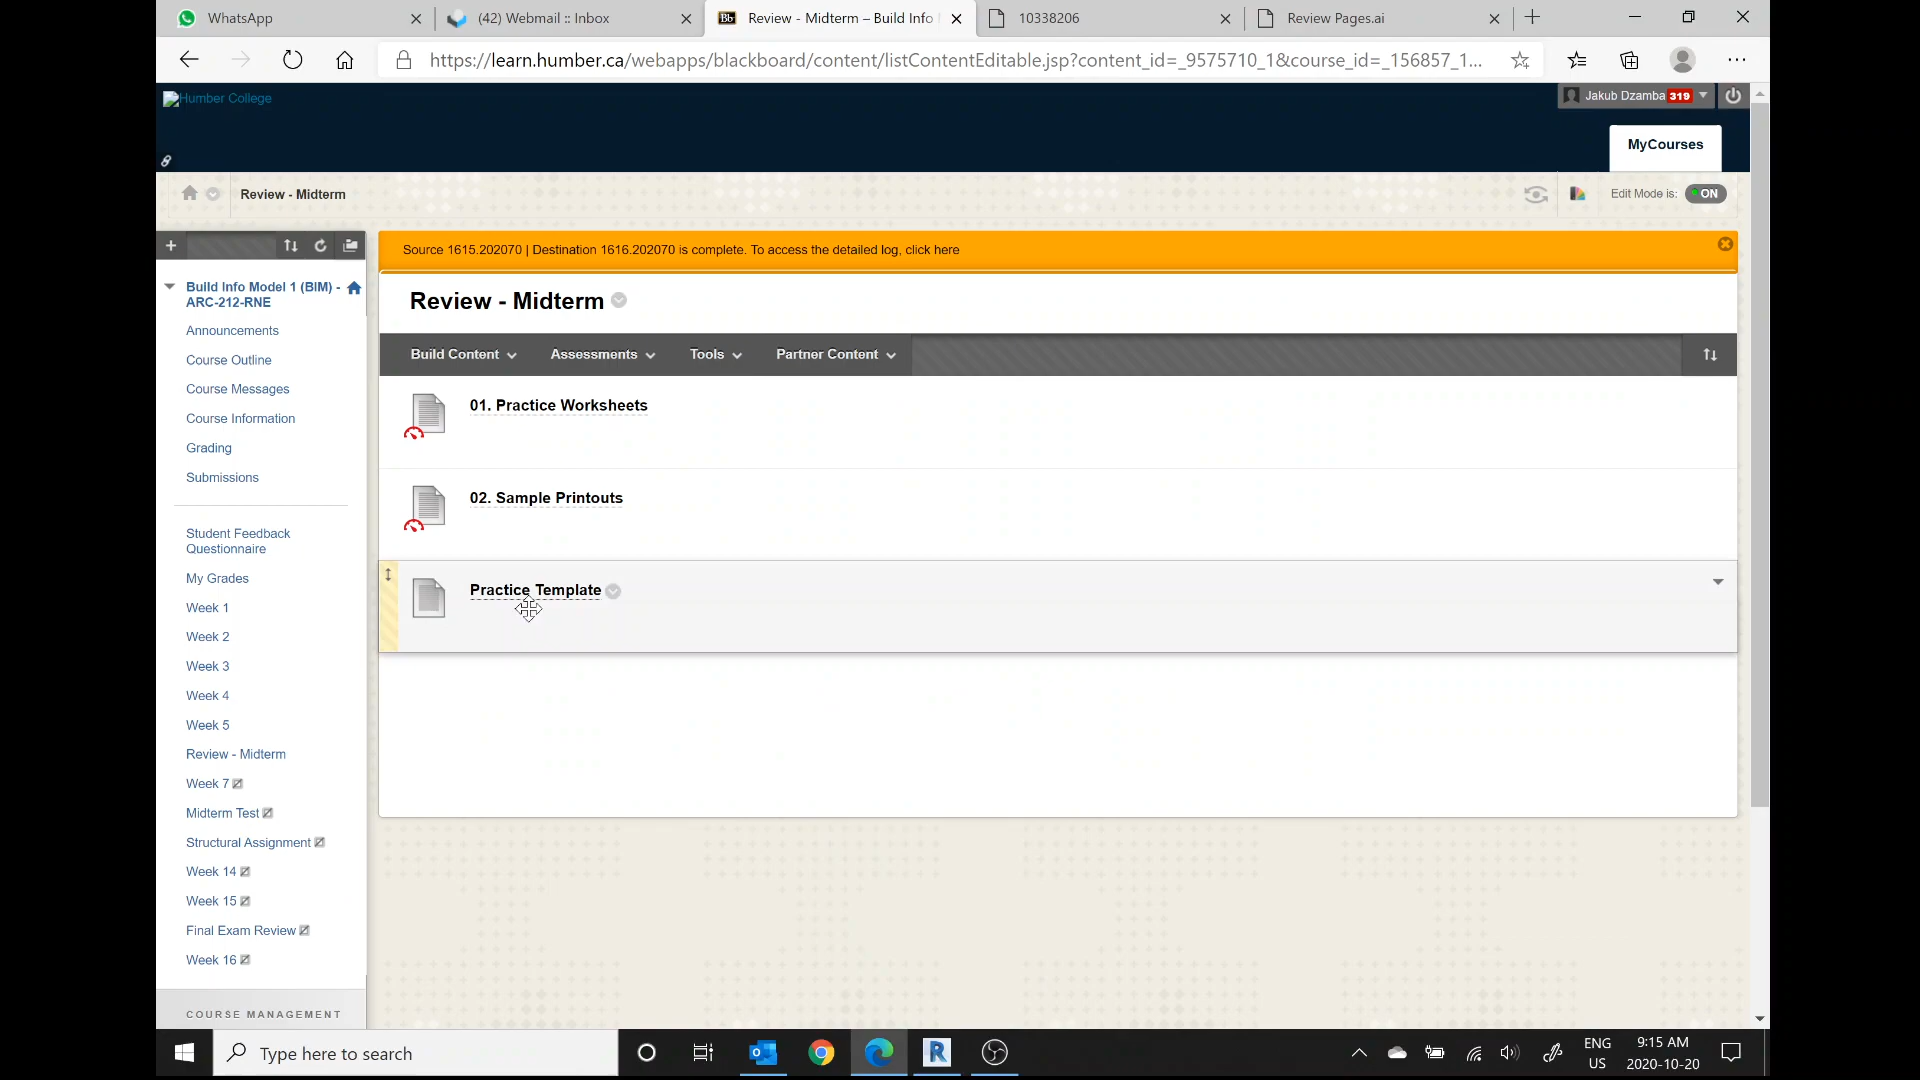 WhatsApp
(42) Webmail :: Inbox
Bb Review - Midterm – Build Info
10338206
Review Pages.ai
https://learn.humber.ca/webapps/blackboard/content/listContentEditable.jsp?content_id=_9575710_1&course_id=_156857_1...
Humber College
Jakub Dzamba 319
MyCourses
Review - Midterm
Edit Mode is: ON
Source 1615.202070 | Destination 1616.202070 is complete. To access the detailed log, click here
Build Info Model 1 (BIM) -
ARC-212-RNE
Announcements
Course Outline
Course Messages
Course Information
Grading
Submissions
Student Feedback
Questionnaire
My Grades
Week 1
Week 2
Week 3
Week 4
Week 5
Review - Midterm
Week 7
Midterm Test
Structural Assignment
Week 14
Week 15
Final Exam Review
Week 16
COURSE MANAGEMENT
Review - Midterm
Build Content Assessments Tools Partner Content
01. Practice Worksheets
02. Sample Printouts
Practice Template
Type here to search
R
ENG
US
9:15 AM
2020-10-20